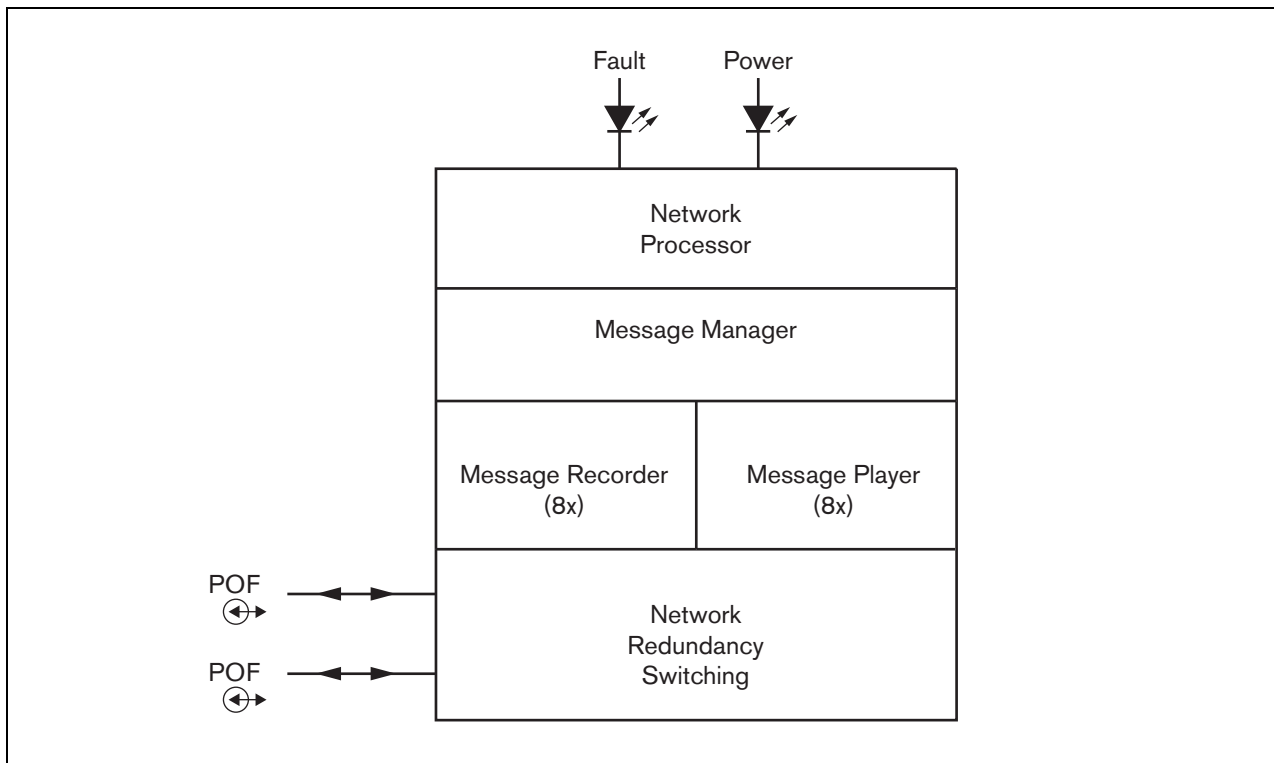 Fault
Power
Network
Processor
Message Manager
Message Recorder
(8x)
Message Player
(8x)
POF
POF
Network
Redundancy
Switching